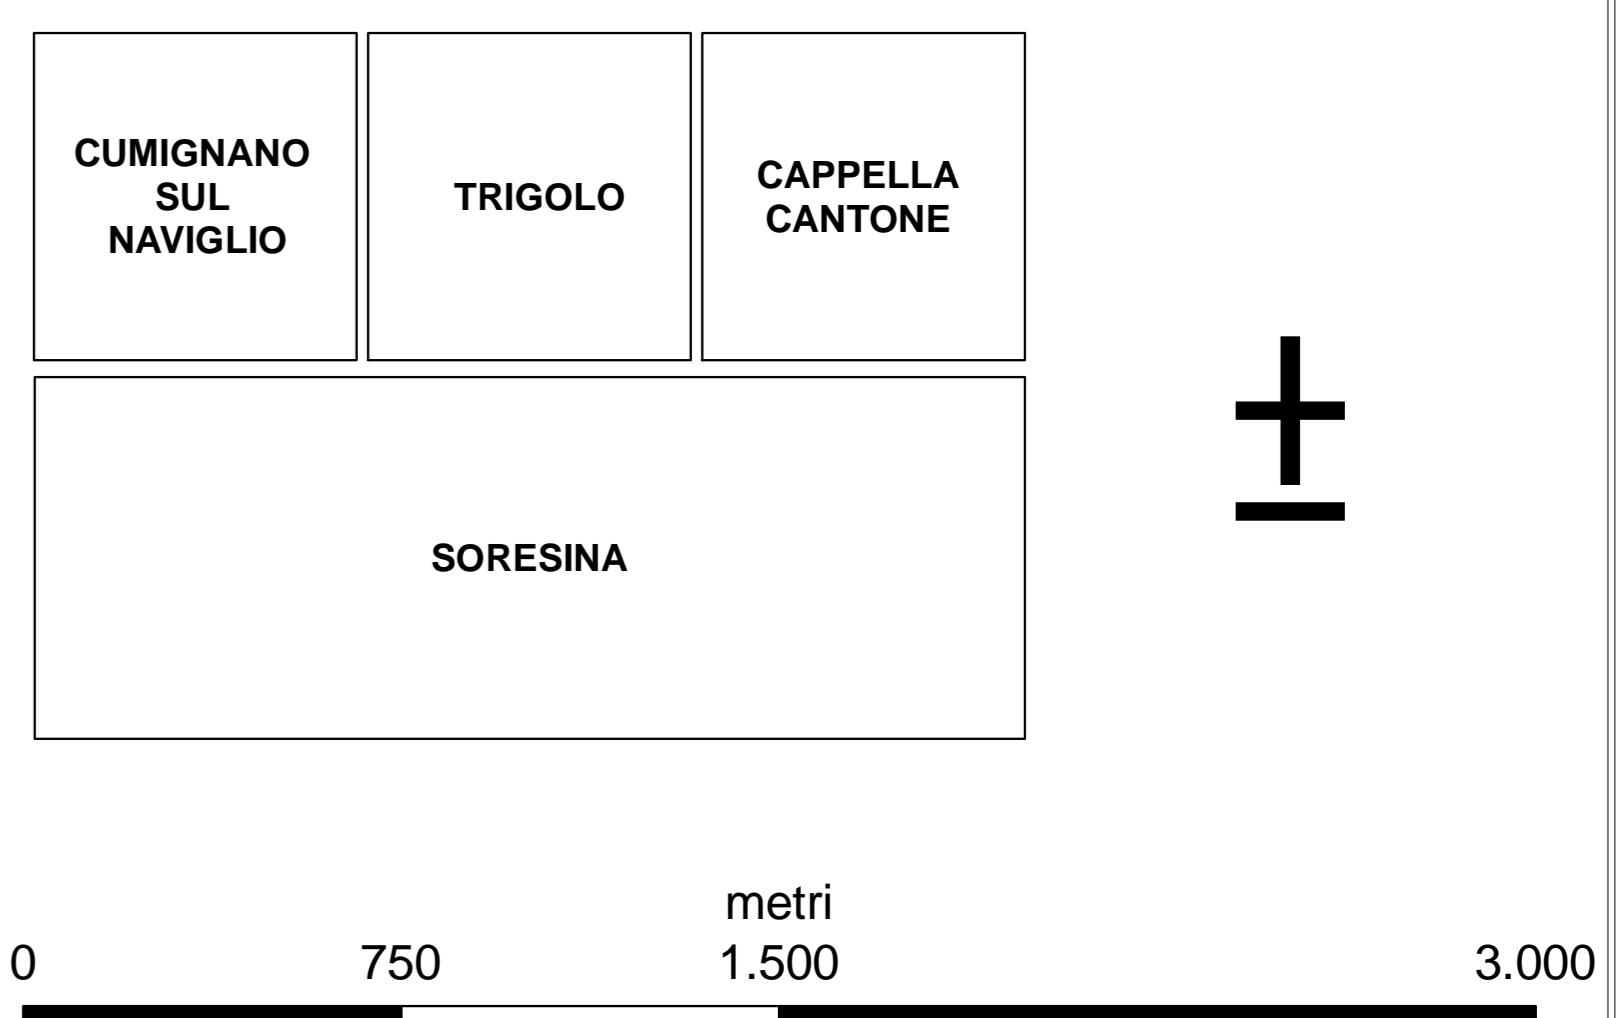 CUMIGNANO
SUL
NAVIGLIO
TRIGOLO
CAPPELLA
CANTONE
±
SORESINA
metri
0 750 1.500 3.000